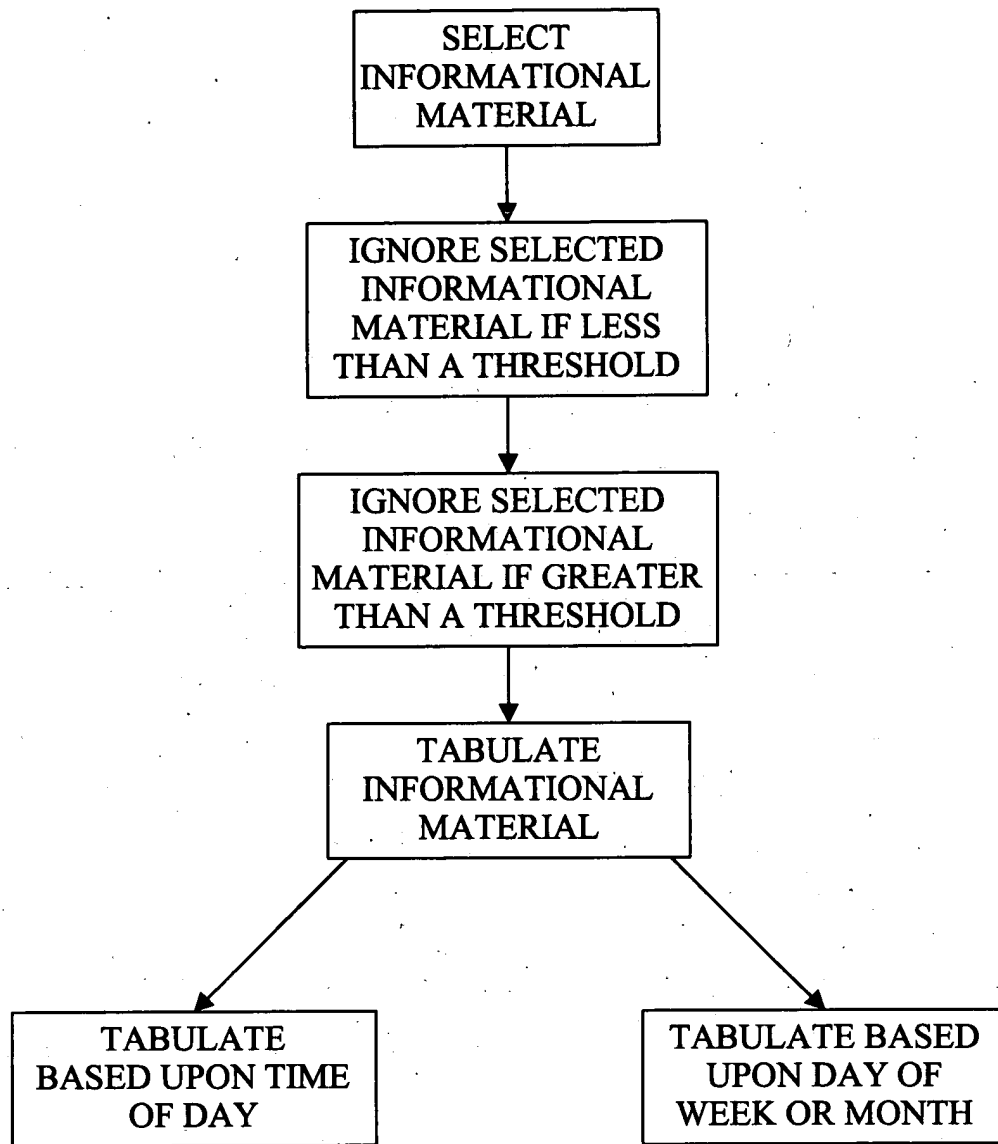 SELECT
INFORMATIONAL
MATERIAL
IGNORE SELECTED
INFORMATIONAL
MATERIAL IF LESS
THAN A THRESHOLD
IGNORE SELECTED
INFORMATIONAL
MATERIAL IF GREATER
THAN A THRESHOLD
TABULATE
INFORMATIONAL
MATERIAL
TABULATE
BASED UPON TIME
OF DAY
TABULATE BASED
UPON DAY OF
WEEK OR MONTH